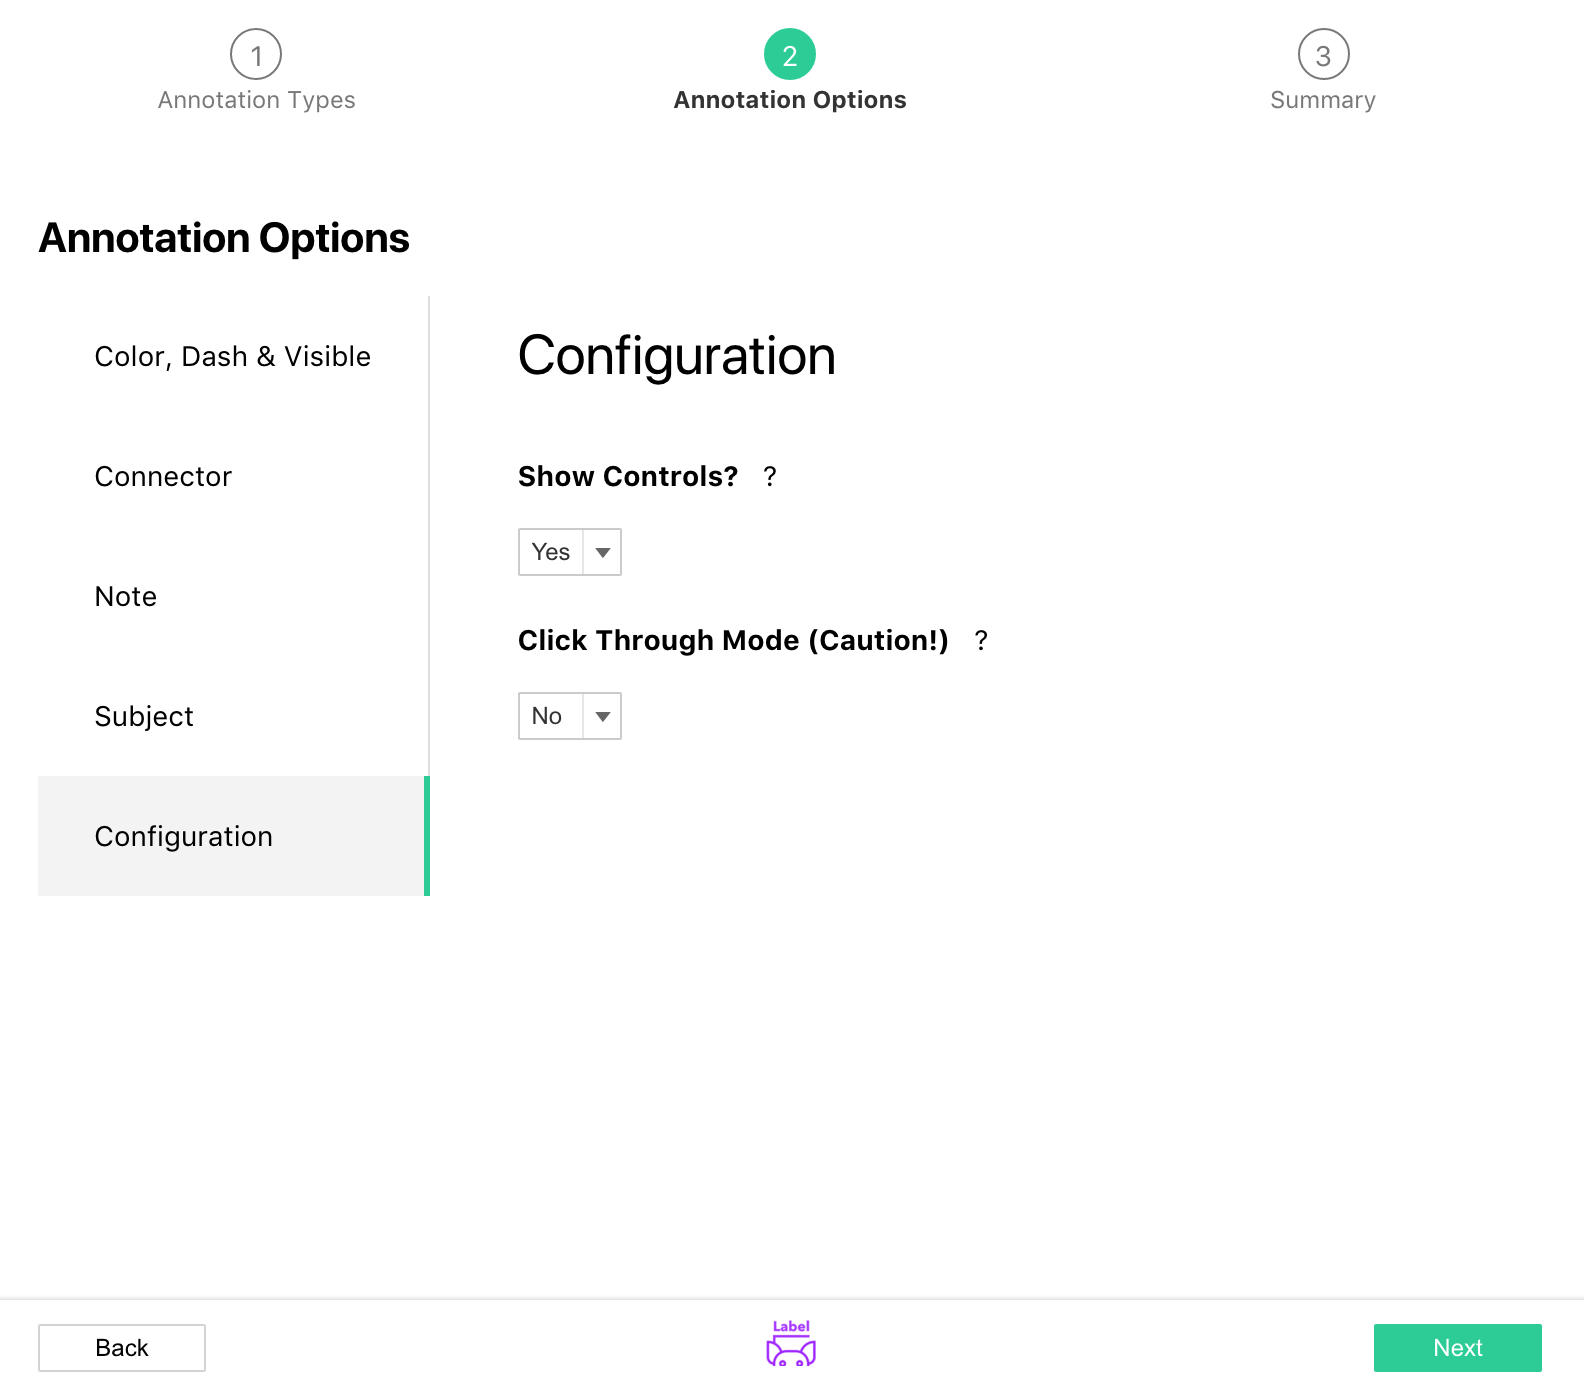 1
Annotation Types
2
Annotation Options
3
Summary
Annotation Options
Color, Dash & Visible
Connector
Note
Subject
Configuration
Configuration
Show Controls? ?
Yes
Click Through Mode (Caution!) ?
No
Back
Label
Next